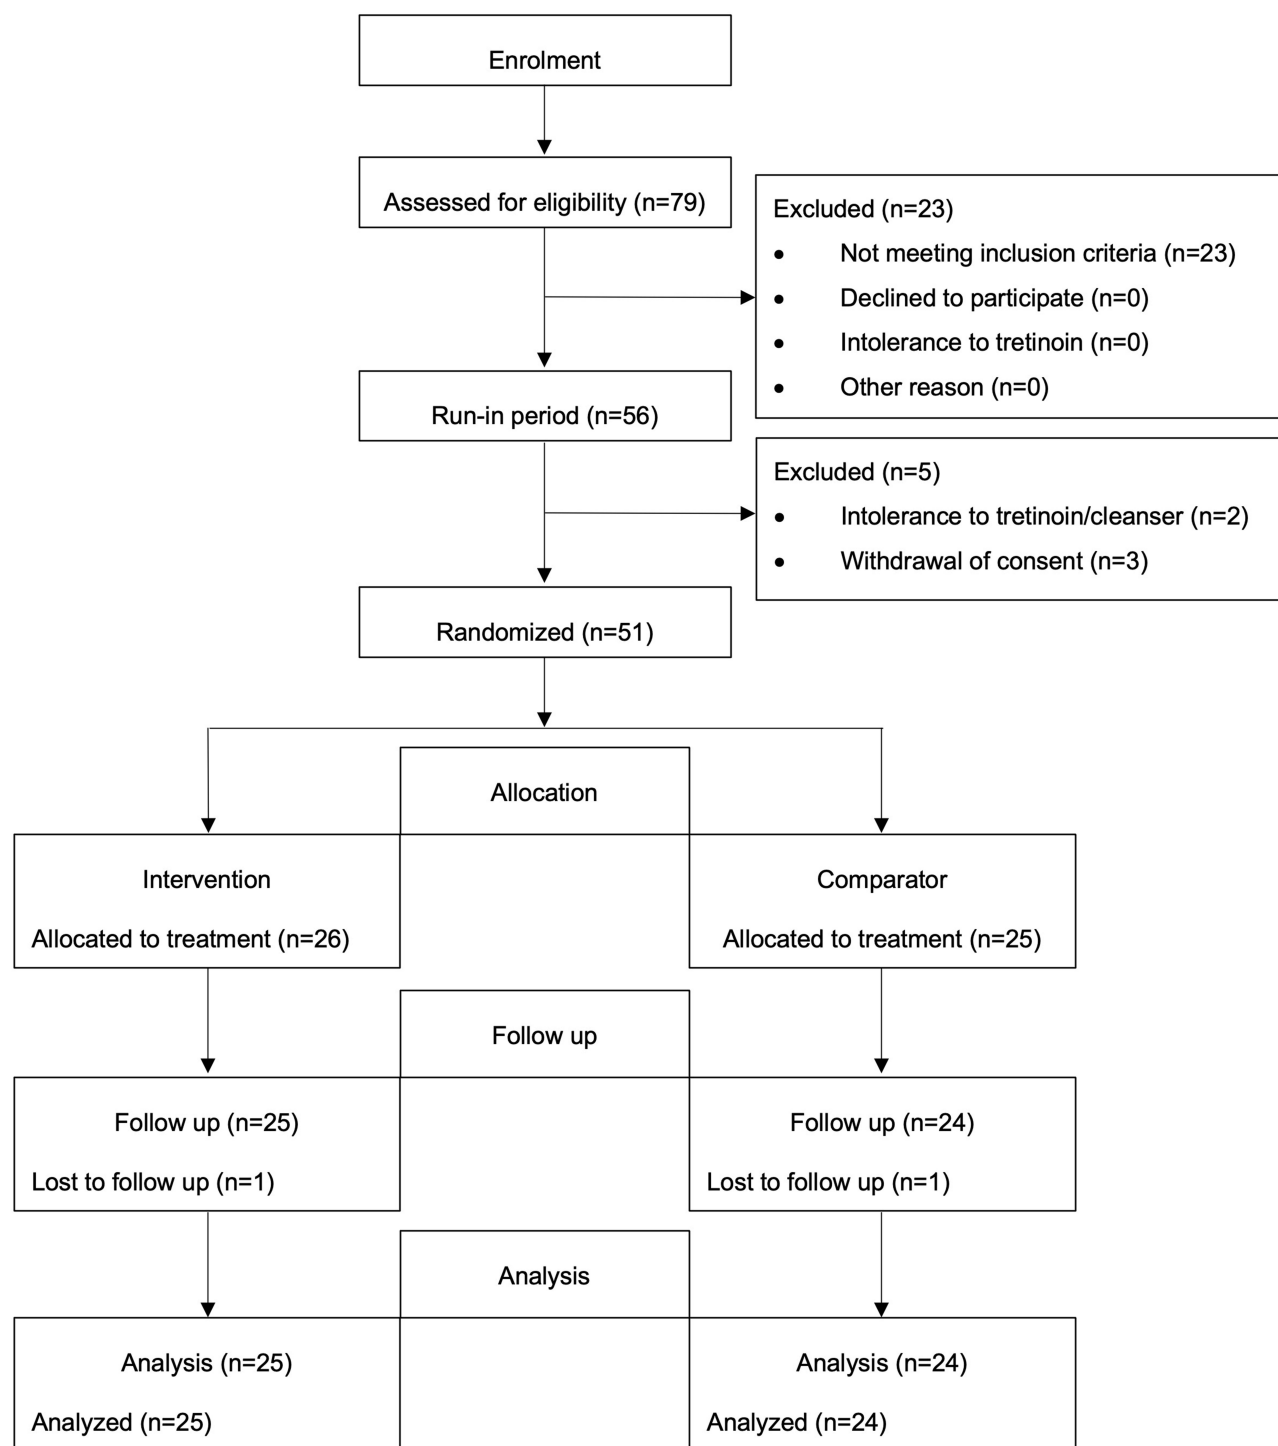 Enrolment
Assessed for eligibility (n=79)
Excluded (n=23)
• Not meeting inclusion criteria (n=23)
• Declined to participate (n=0)
• Intolerance to tretinoin (n=0)
• Other reason (n=0)
Run-in period (n=56)
Excluded (n=5)
• Intolerance to tretinoin/cleanser (n=2)
• Withdrawal of consent (n=3)
Randomized (n=51)
Allocation
Intervention
Allocated to treatment (n=26)
Comparator
Allocated to treatment (n=25)
Follow up
Follow up (n=25)
Lost to follow up (n=1)
Follow up (n=24)
Lost to follow up (n=1)
Analysis
Analysis (n=25)
Analyzed (n=25)
Analysis (n=24)
Analyzed (n=24)